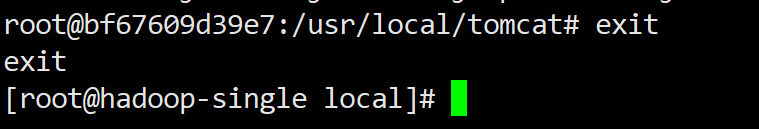 root@bf67609d39e7:/usr/local/tomcat# exit
exit
[root@hadoop-single local]#